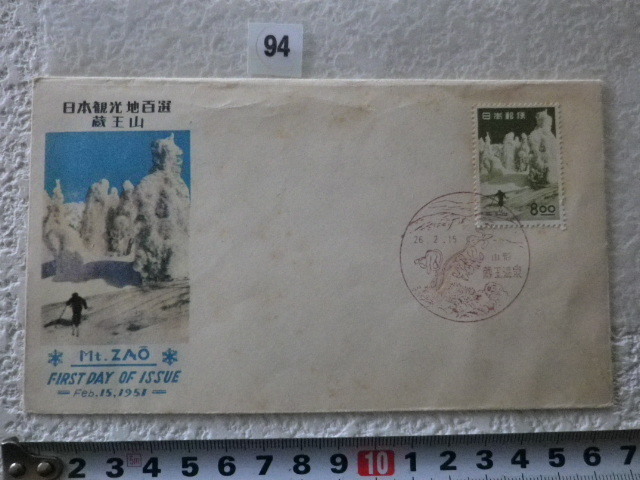 94
日本観光地百選
蔵王山
Mt. ZAŌ
FIRST DAY OF ISSUE
Feb. 15, 1951
日本郵便
8.00
26.2.15
山形
蔵王温泉
2 3 4 5 6 7 8 9 10 1 2 3 4 5 6
5m